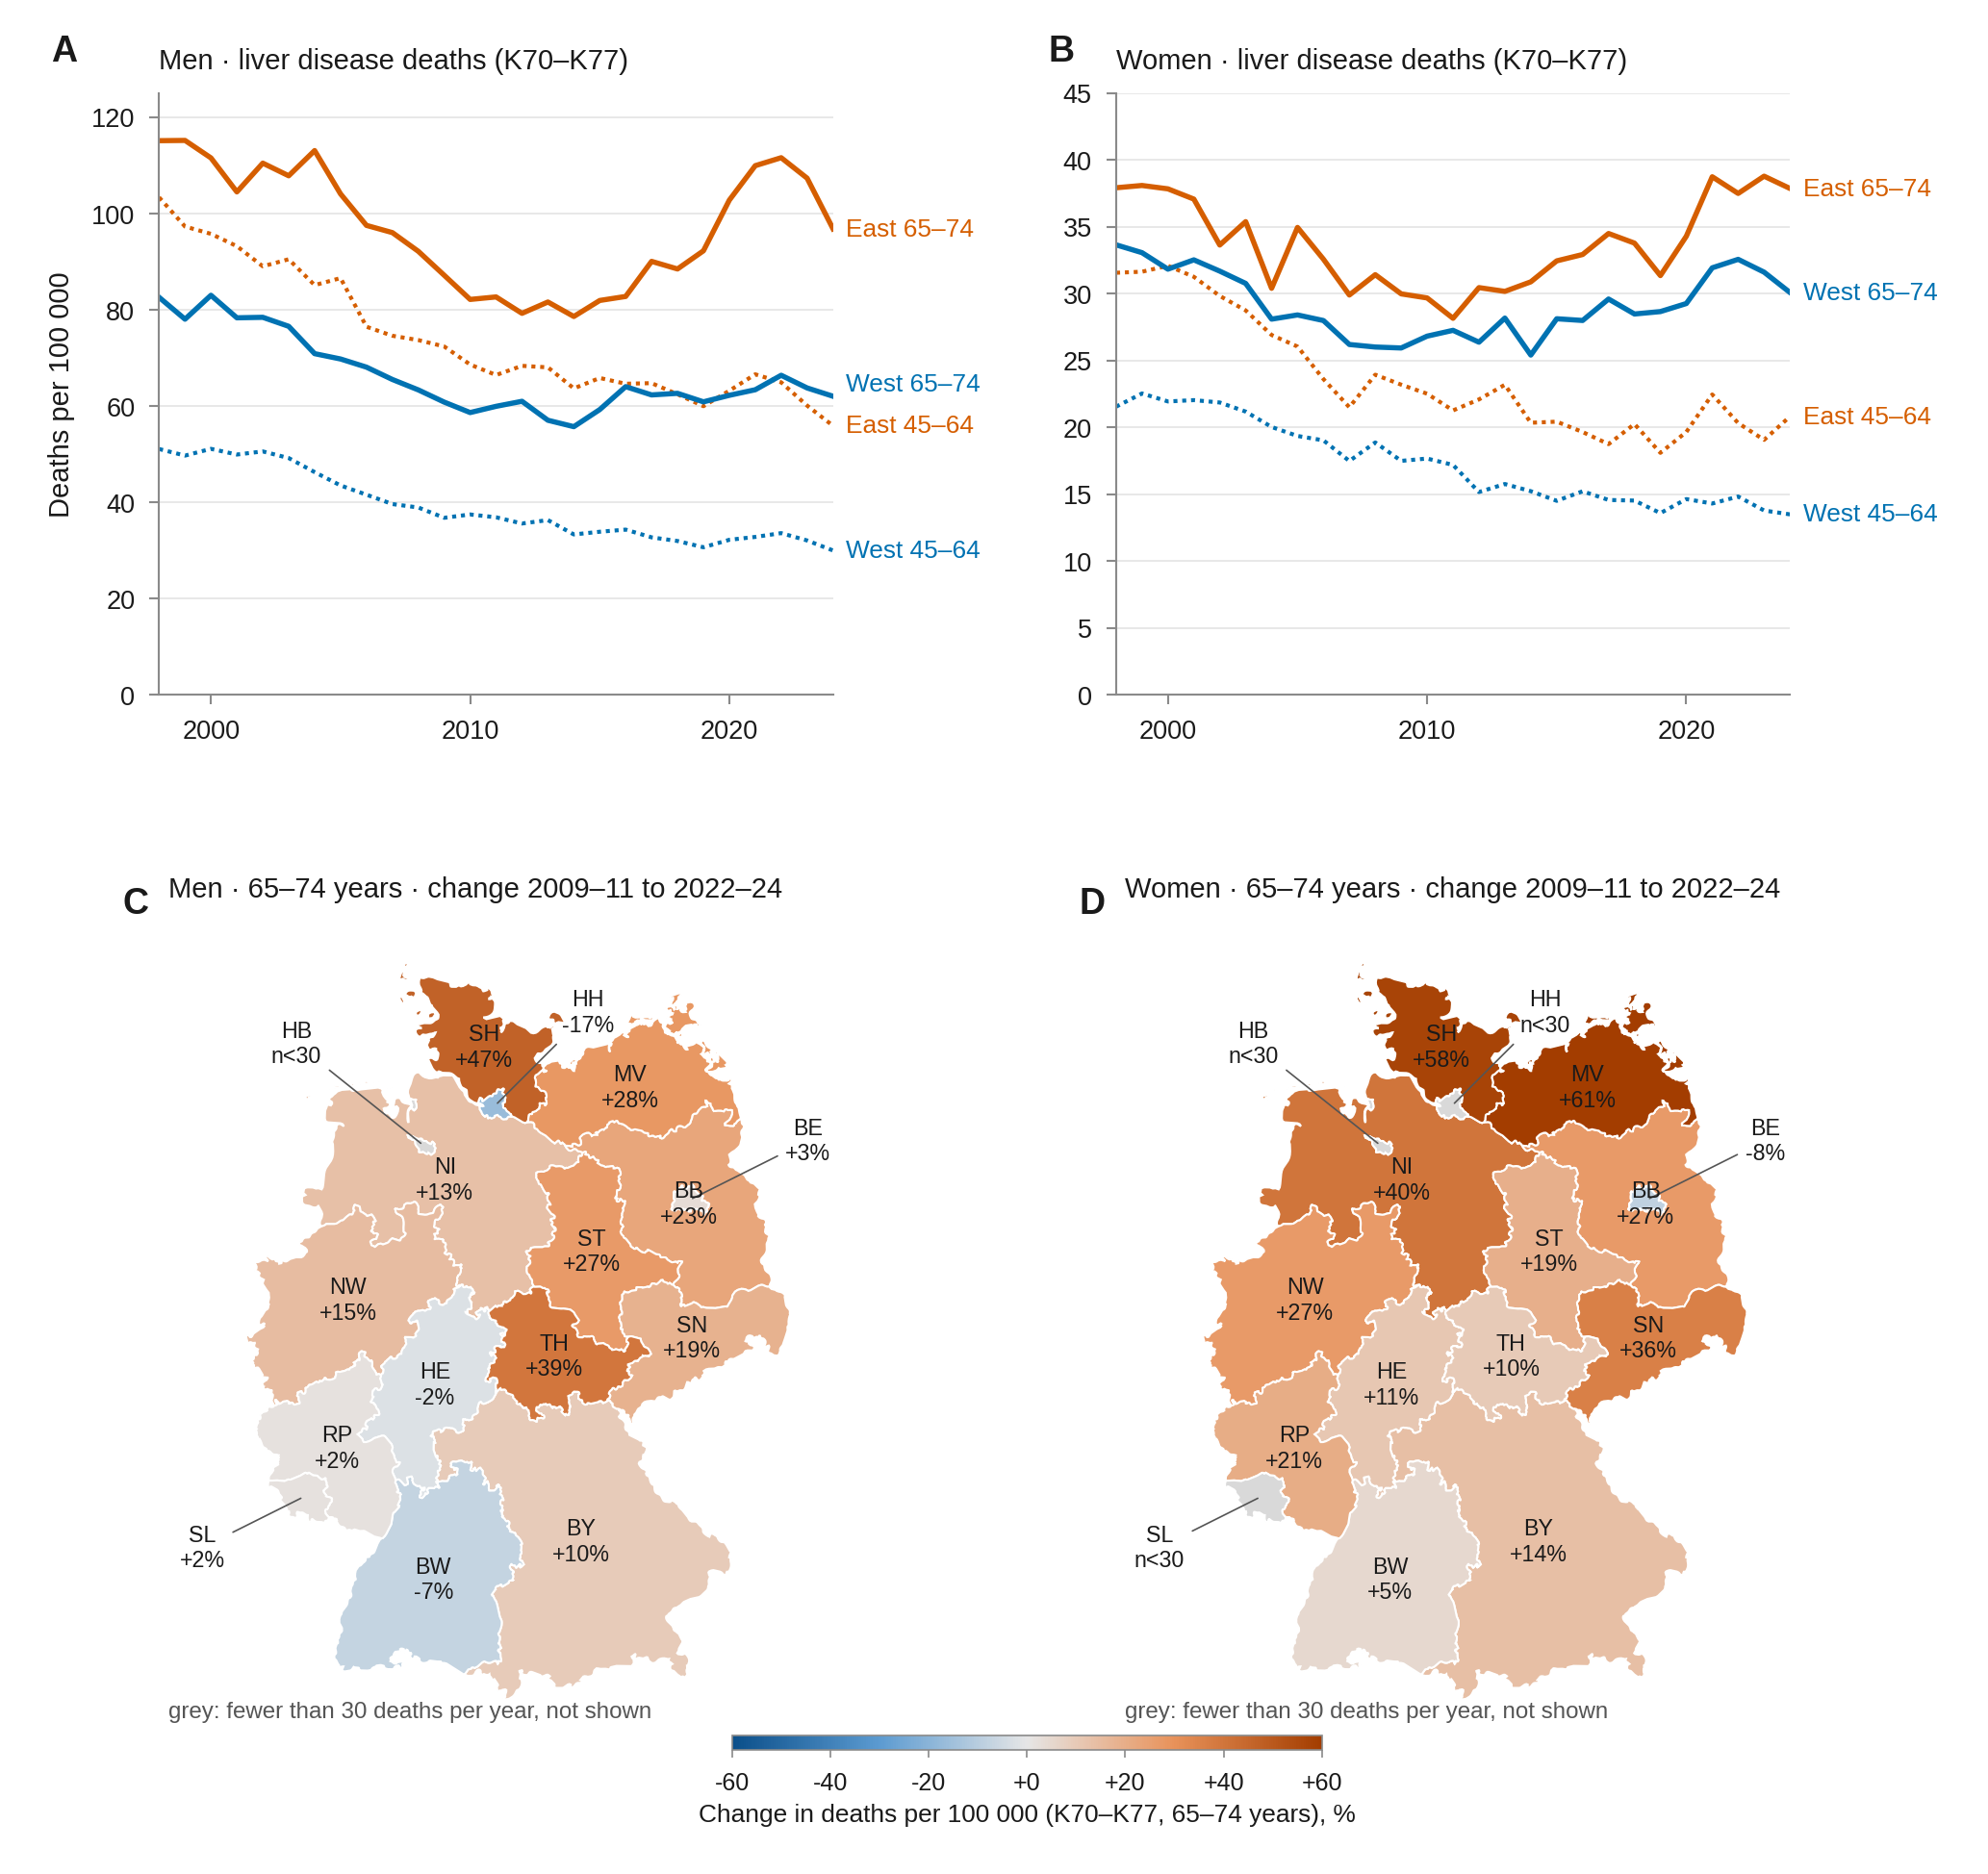 A
Men · liver disease deaths (K70–K77)
Deaths per 100 000
120
100
80
60
40
20
0
2000
2010
2020
East 65–74
West 65–74
East 45–64
West 45–64
B
Women · liver disease deaths (K70–K77)
45
40
35
30
25
20
15
10
5
0
2000
2010
2020
East 65–74
West 65–74
East 45–64
West 45–64
C
Men · 65–74 years · change 2009–11 to 2022–24
HH
-17%
HB
n<30
SH
+47%
MV
+28%
BE
+3%
NI
+13%
BB
+23%
ST
+27%
NW
+15%
SN
+19%
TH
+39%
HE
-2%
RP
+2%
SL
+2%
BY
+10%
BW
-7%
grey: fewer than 30 deaths per year, not shown
D
Women · 65–74 years · change 2009–11 to 2022–24
HH
n<30
HB
n<30
SH
+58%
MV
+61%
BE
-8%
NI
+40%
BB
+27%
ST
+19%
NW
+27%
SN
+36%
TH
+10%
HE
+11%
RP
+21%
SL
n<30
BY
+14%
BW
+5%
grey: fewer than 30 deaths per year, not shown
-60
-40
-20
+0
+20
+40
+60
Change in deaths per 100 000 (K70–K77, 65–74 years), %